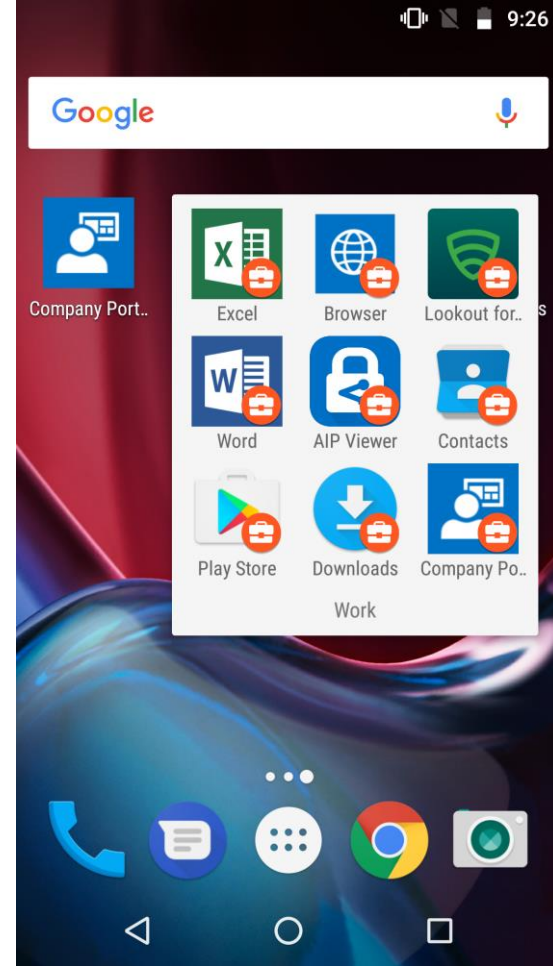 9:26
Google
Company Port..
Excel
Browser
Lookout for..
s
Word
AIP Viewer
Contacts
Play Store
Downloads
Company Po..
Work